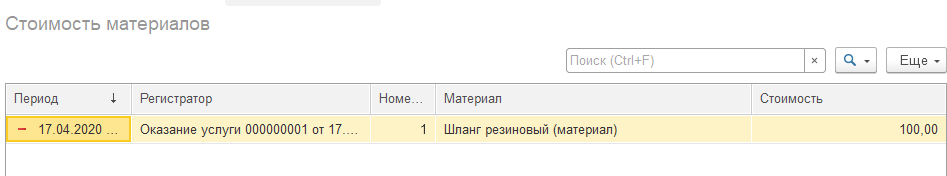 Стоимость материалов
Поиск (Ctrl+F) × Еще
Период ↓ Регистратор Номе... Материал Стоимость
17.04.2020 ... Оказание услуги 000000001 от 17.... 1 Шланг резиновый (материал) 100,00